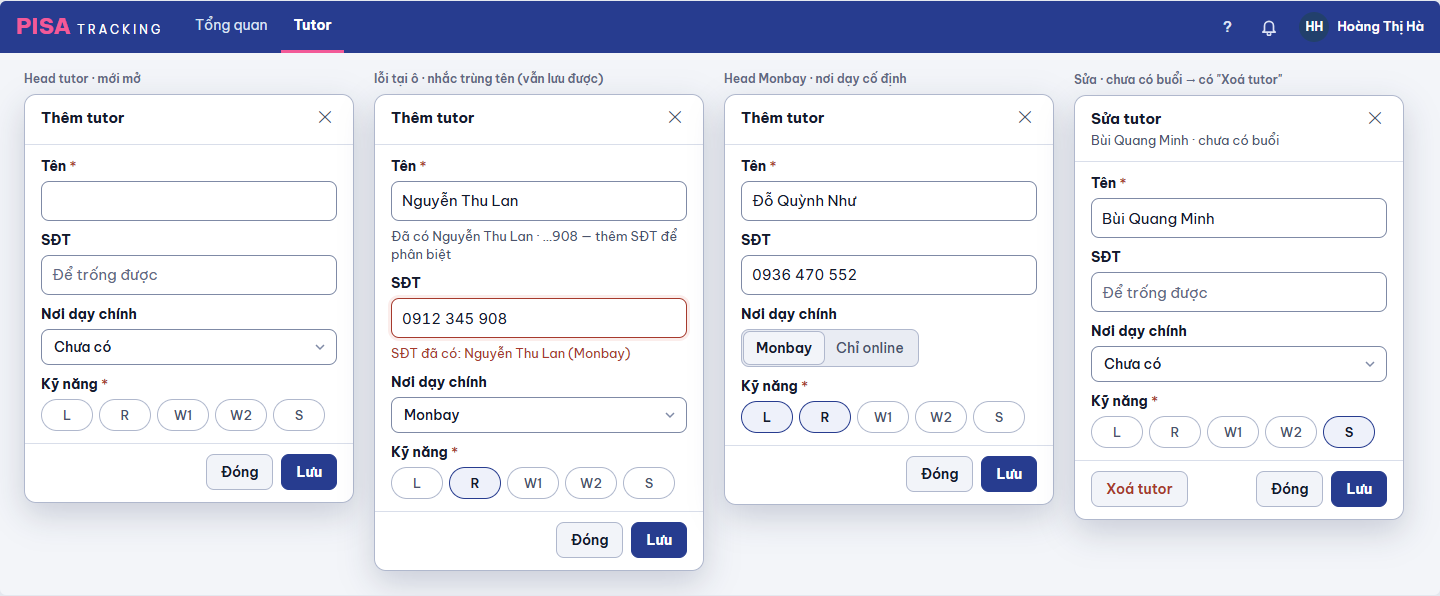 PISA TRACKING Tổng quan Tutor ? HH Hoàng Thị Hà
Head tutor · mới mở
Thêm tutor
Tên *
SĐT
Để trống được
Nơi dạy chính
Chưa có
Kỹ năng *
L R W1 W2 S
Đóng Lưu
lỗi tại ô · nhắc trùng tên (vẫn lưu được)
Thêm tutor
Tên *
Nguyễn Thu Lan
Đã có Nguyễn Thu Lan · …908 — thêm SĐT để
phân biệt
SĐT
0912 345 908
SĐT đã có: Nguyễn Thu Lan (Monbay)
Nơi dạy chính
Monbay
Kỹ năng *
L R W1 W2 S
Đóng Lưu
Head Monbay · nơi dạy cố định
Thêm tutor
Tên *
Đỗ Quỳnh Như
SĐT
0936 470 552
Nơi dạy chính
Monbay Chỉ online
Kỹ năng *
L R W1 W2 S
Đóng Lưu
Sửa · chưa có buổi → có "Xoá tutor"
Sửa tutor
Bùi Quang Minh · chưa có buổi
Tên *
Bùi Quang Minh
SĐT
Để trống được
Nơi dạy chính
Chưa có
Kỹ năng *
L R W1 W2 S
Xoá tutor Đóng Lưu